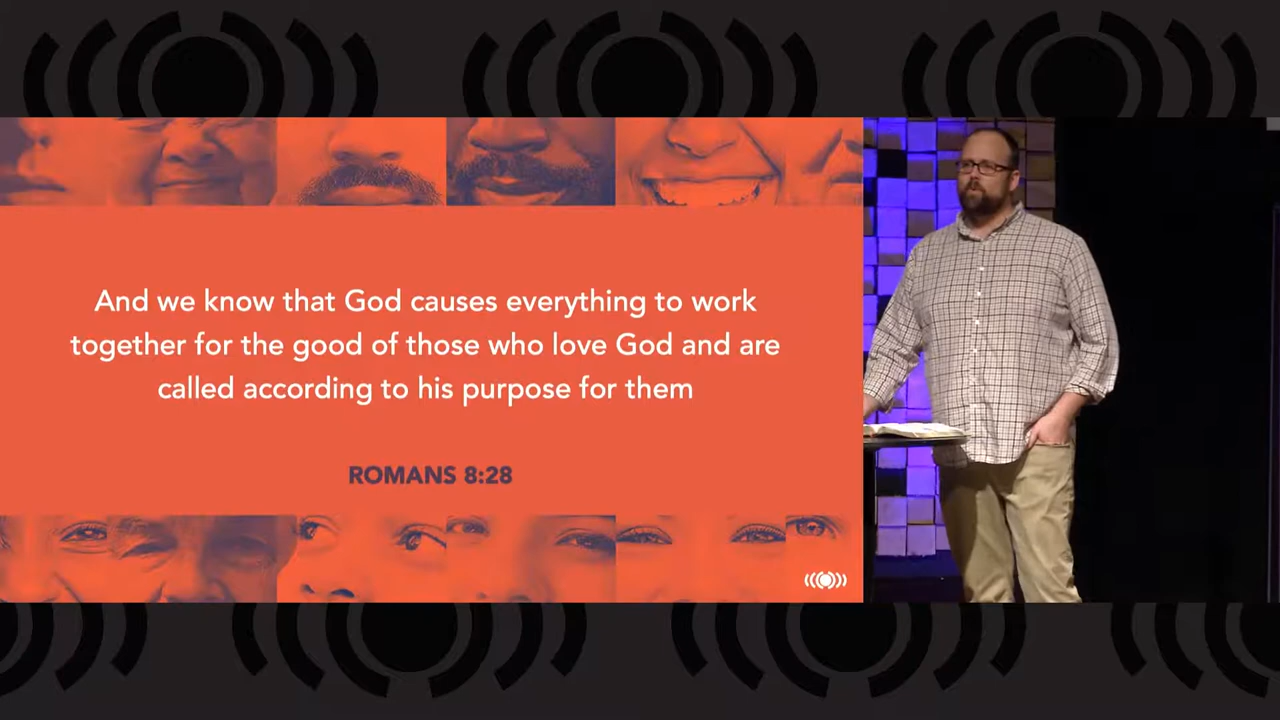 And we know that God causes everything to work
together for the good of those who love God and are
called according to his purpose for them
ROMANS 8:28